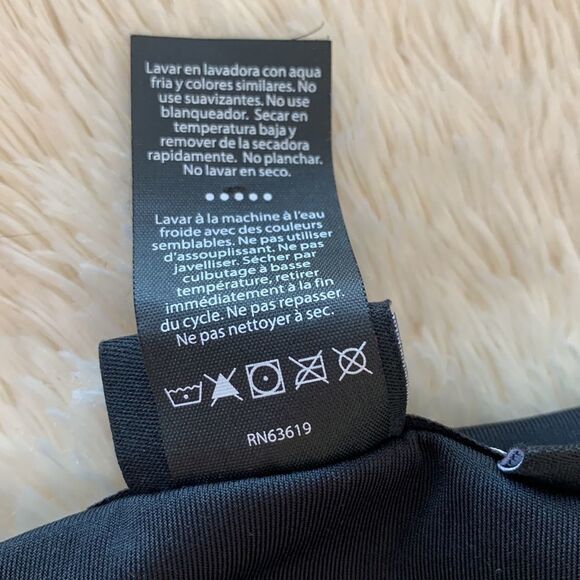 Lavar en lavadora con aqua
fria y colores similares. No
use suavizantes. No use
blanqueador. Secar en
temperatura baja y
remover de la secadora
rapidamente. No planchar.
No lavar en seco.
Lavar à la machine à l'eau
froide avec des couleurs
semblables. Ne pas utiliser
d'assouplissant. Ne pas
javelliser. Sécher par
culbutage à basse
température, retirer
immédiatement à la fin
du cycle. Ne pas repasser.
Ne pas nettoyer à sec.
RN63619